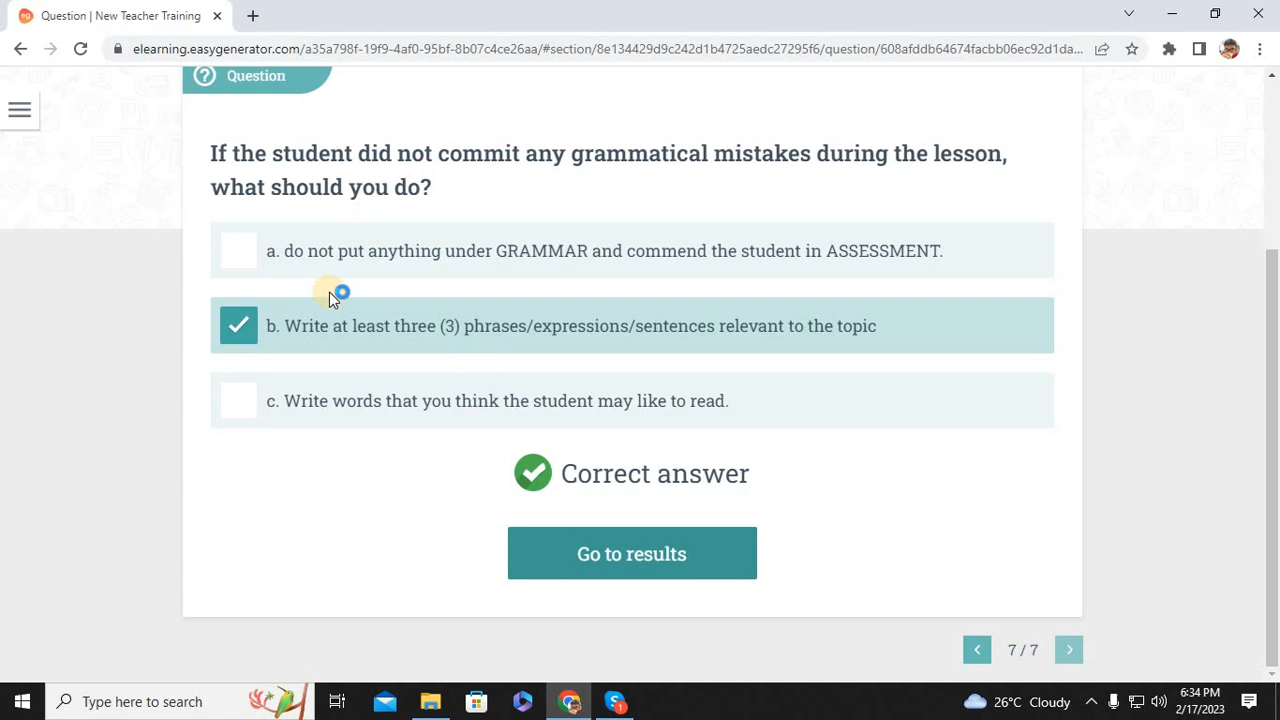 Question | New Teacher Training
elearning.easygenerator.com/a35a798f-19f9-4af0-95bf-8b07c4ce26ea/#section/8e134429d9c242d1b4725aedc27295f6/question/608afddb64674facbb06ec92d1da...
Question
If the student did not commit any grammatical mistakes during the lesson,
what should you do?
a. do not put anything under GRAMMAR and commend the student in ASSESSMENT.
b. Write at least three (3) phrases/expressions/sentences relevant to the topic
c. Write words that you think the student may like to read.
Correct answer
Go to results
7 / 7
Type here to search
1
26°C Cloudy
6:34 PM
2/17/2023